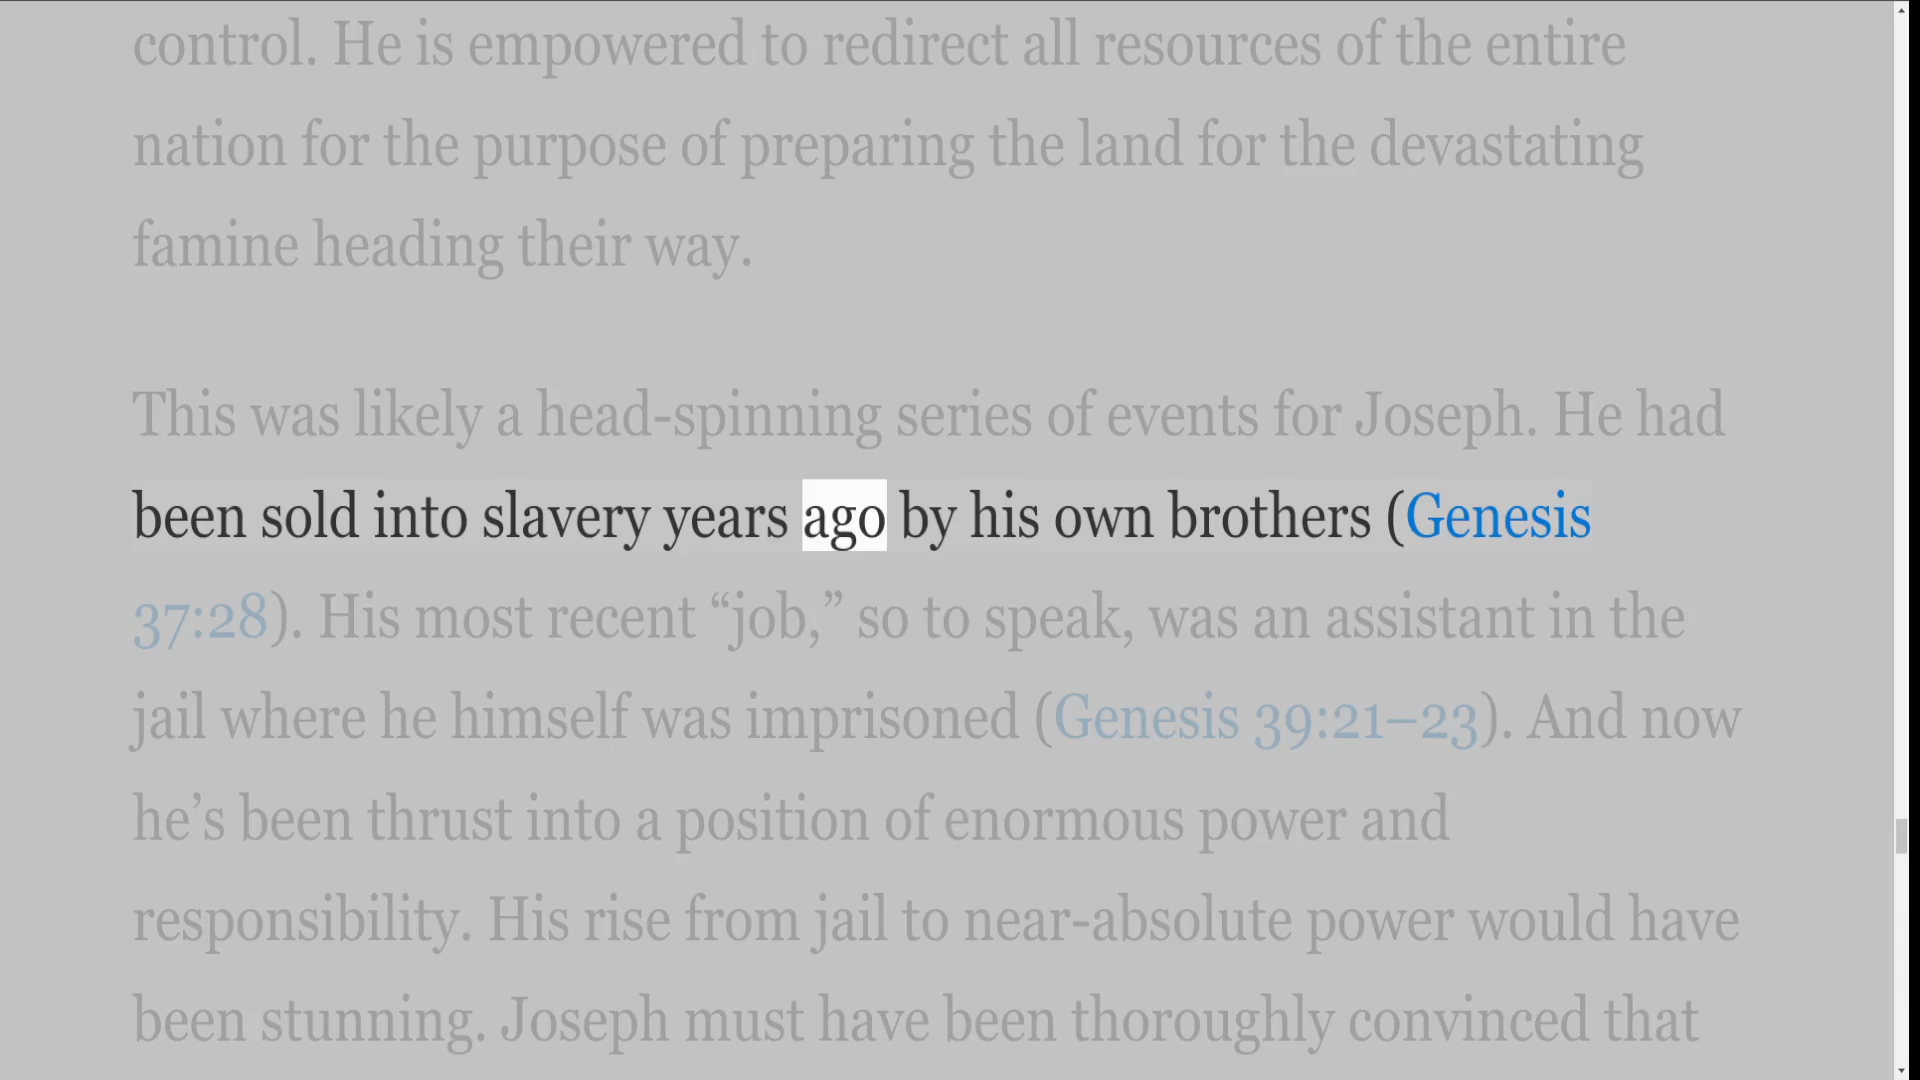 control. He is empowered to redirect all resources of the entire
nation for the purpose of preparing the land for the devastating
famine heading their way.
This was likely a head-spinning series of events for Joseph. He had
been sold into slavery years ago by his own brothers (Genesis
37:28). His most recent “job,” so to speak, was an assistant in the
jail where he himself was imprisoned (Genesis 39:21–23). And now
he’s been thrust into a position of enormous power and
responsibility. His rise from jail to near-absolute power would have
been stunning. Joseph must have been thoroughly convinced that